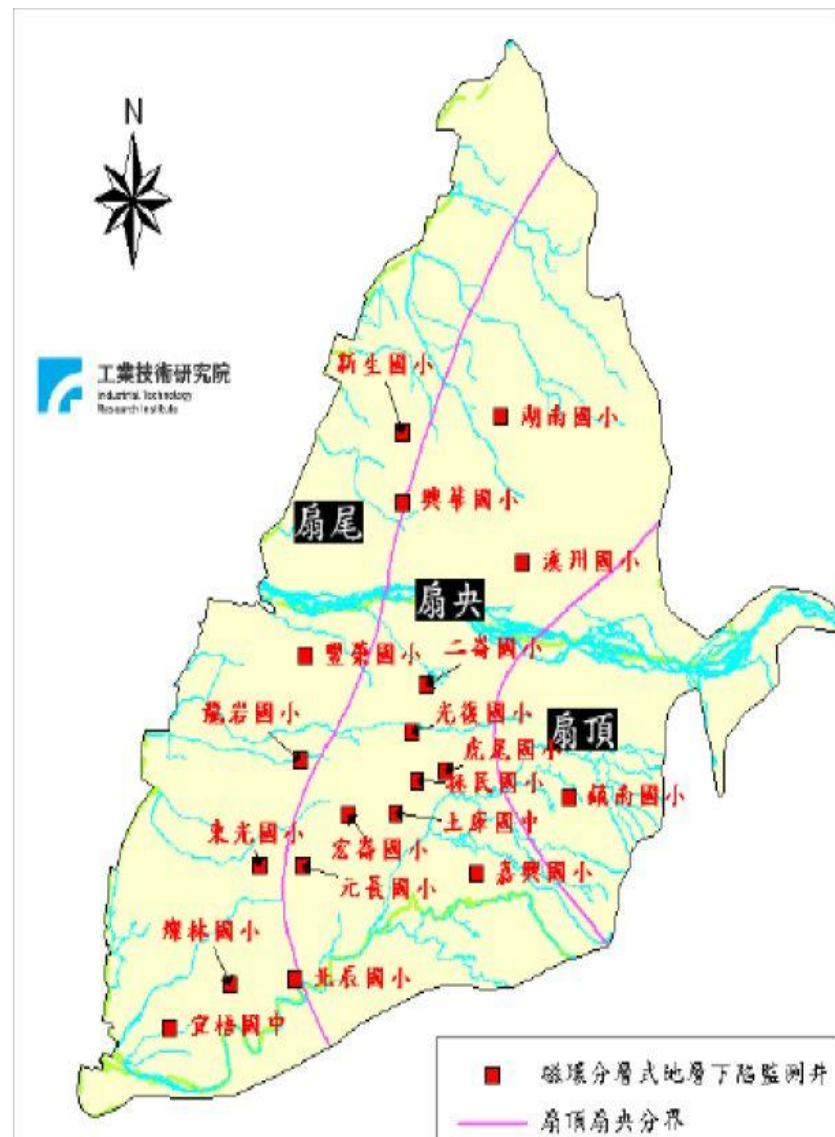 N
工業技術研究院
Industrial Technology
Research Institute
新生國小
湖南國小
興華國小
扇尾
溪州國小
扇央
二崙國小
豐榮國小
光復國小
龍岩國小
扇頂
虎尾國小
拯民國小
鎮南國小
土庫國中
東光國小
宏崙國小
嘉興國小
元長國小
燦林國小
北辰國小
宜梧國中
磁環分層式地層下陷監測井
扇頂扇央分界